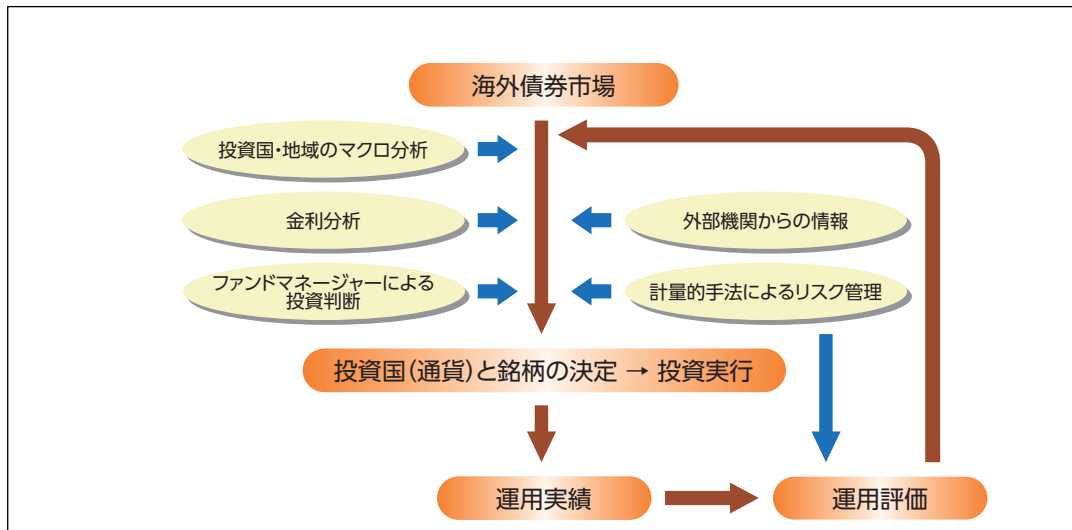 海外債券市場
投資国・地域のマクロ分析
金利分析
外部機関からの情報
ファンドマネージャーによる
投資判断
計量的手法によるリスク管理
投資国(通貨)と銘柄の決定 → 投資実行
運用実績
運用評価